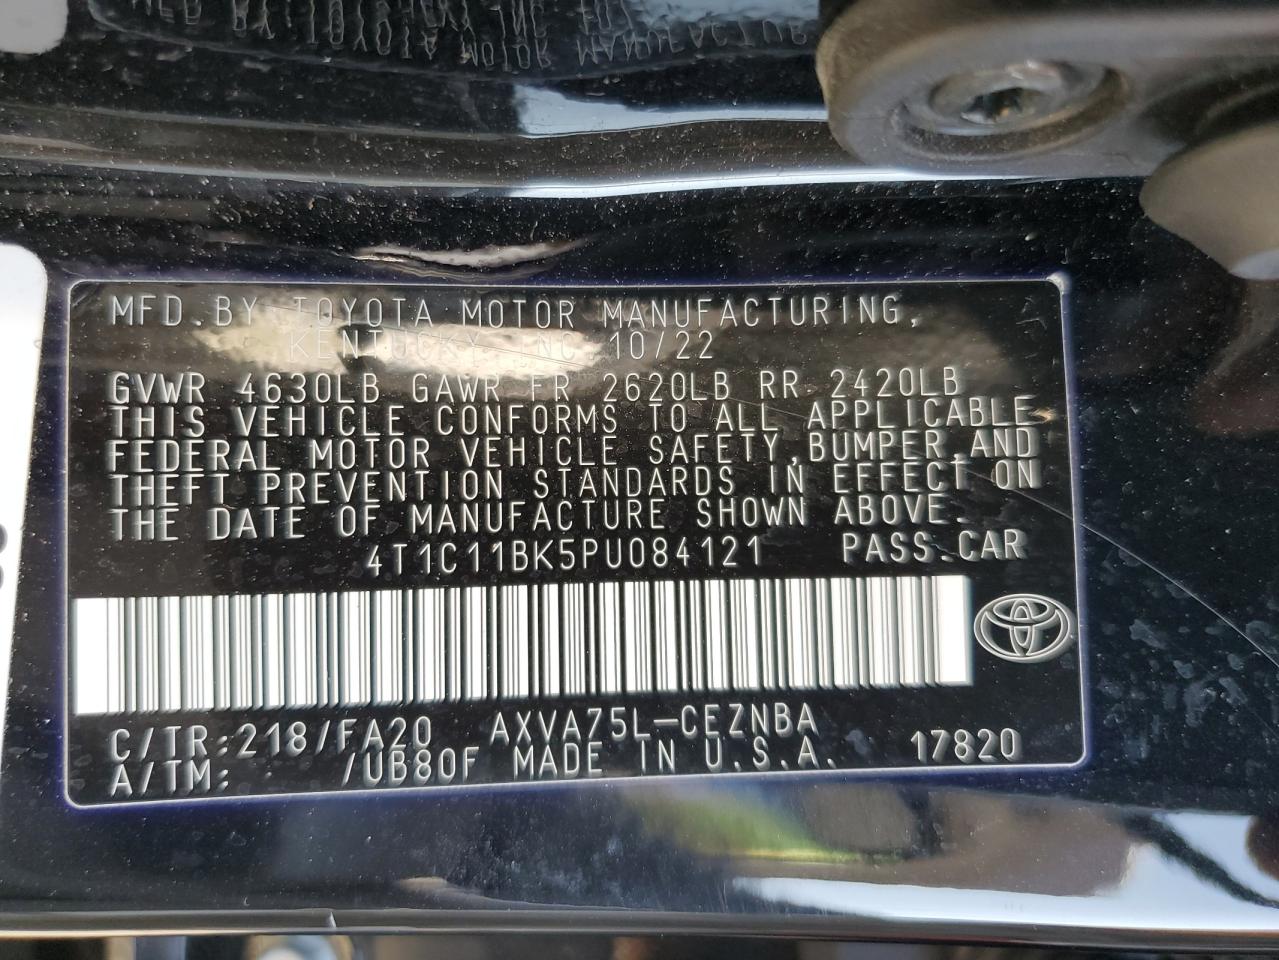 MFD.BY TOYOTA MOTOR MANUFACTURING,
KENTUCKY, INC. 10/22
GVWR 4630LB GAWR FR 2620LB RR 2420LB
THIS VEHICLE CONFORMS TO ALL APPLICABLE
FEDERAL MOTOR VEHICLE SAFETY,BUMPER,AND
THEFT PREVENTION STANDARDS IN EFFECT ON
THE DATE OF MANUFACTURE SHOWN ABOVE.
4T1C11BK5PU084121 PASS.CAR
C/TR:218/FA20 AXVA75L-CEZNBA
A/TM: /UB80F MADE IN U.S.A. 17820